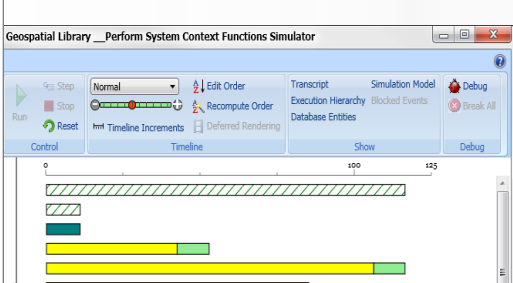 Geospatial Library __Perform System Context Functions Simulator
Step
Normal
Edit Order
Transcript
Simulation Model
Debug
Stop
Recompute Order
Execution Hierarchy
Blocked Events
Break All
Run
Reset
Timeline Increments
Deferred Rendering
Database Entities
Control
Timeline
Show
Debug
0
100
125